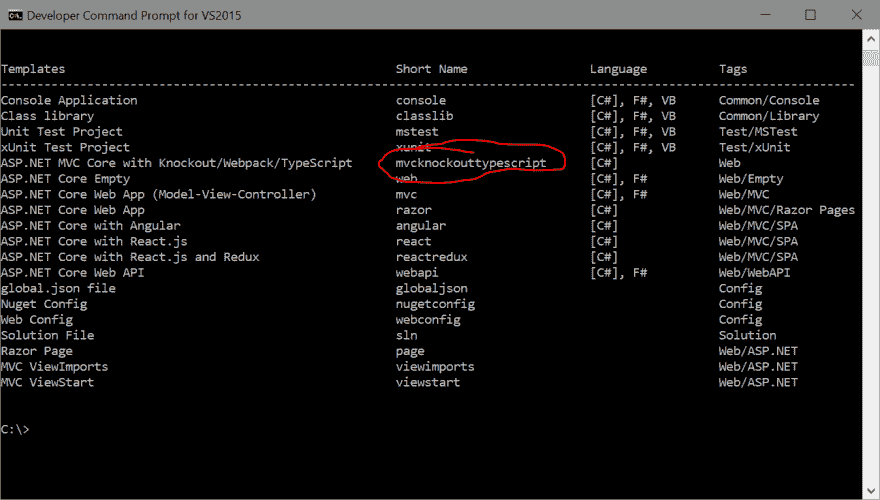 Developer Command Prompt for VS2015
Templates Short Name Language Tags
--------------------------------------------------------------------------------------------------------
Console Application console [C#], F#, VB Common/Console
Class library classlib [C#], F#, VB Common/Library
Unit Test Project mstest [C#], F#, VB Test/MSTest
xUnit Test Project xunit [C#], F#, VB Test/xUnit
ASP.NET MVC Core with Knockout/Webpack/TypeScript mvcknockouttypescript [C#] Web
ASP.NET Core Empty web [C#], F# Web/Empty
ASP.NET Core Web App (Model-View-Controller) mvc [C#], F# Web/MVC
ASP.NET Core Web App razor [C#] Web/MVC/Razor Pages
ASP.NET Core with Angular angular [C#] Web/MVC/SPA
ASP.NET Core with React.js react [C#] Web/MVC/SPA
ASP.NET Core with React.js and Redux reactredux [C#] Web/MVC/SPA
ASP.NET Core Web API webapi [C#], F# Web/WebAPI
global.json file globaljson Config
Nuget Config nugetconfig Config
Web Config webconfig Config
Solution File sln Solution
Razor Page page Web/ASP.NET
MVC ViewImports viewimports Web/ASP.NET
MVC ViewStart viewstart Web/ASP.NET
C:\>